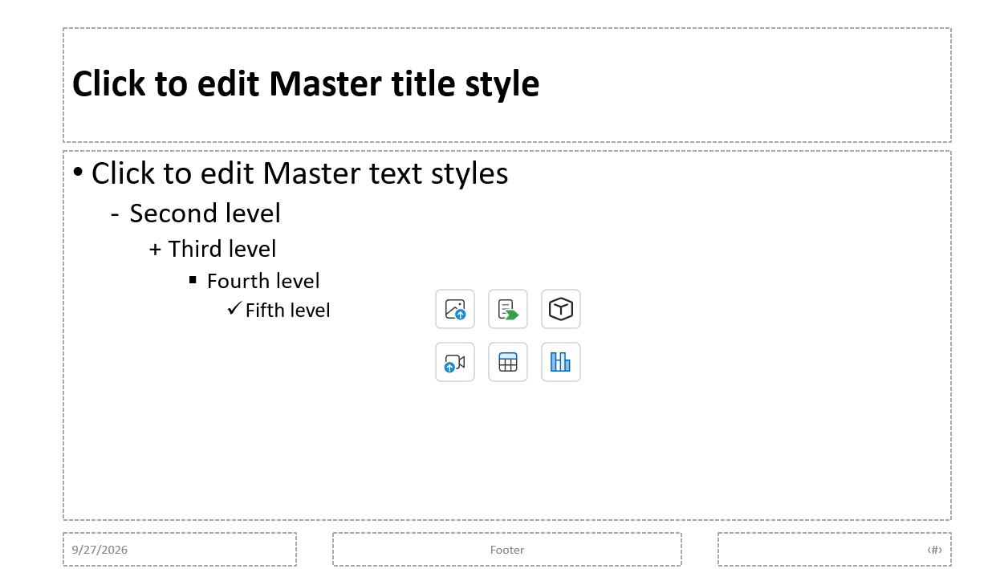 Click to edit Master title style
• Click to edit Master text styles
- Second level
+ Third level
▪ Fourth level
✓ Fifth level
9/27/2026
Footer
‹#›